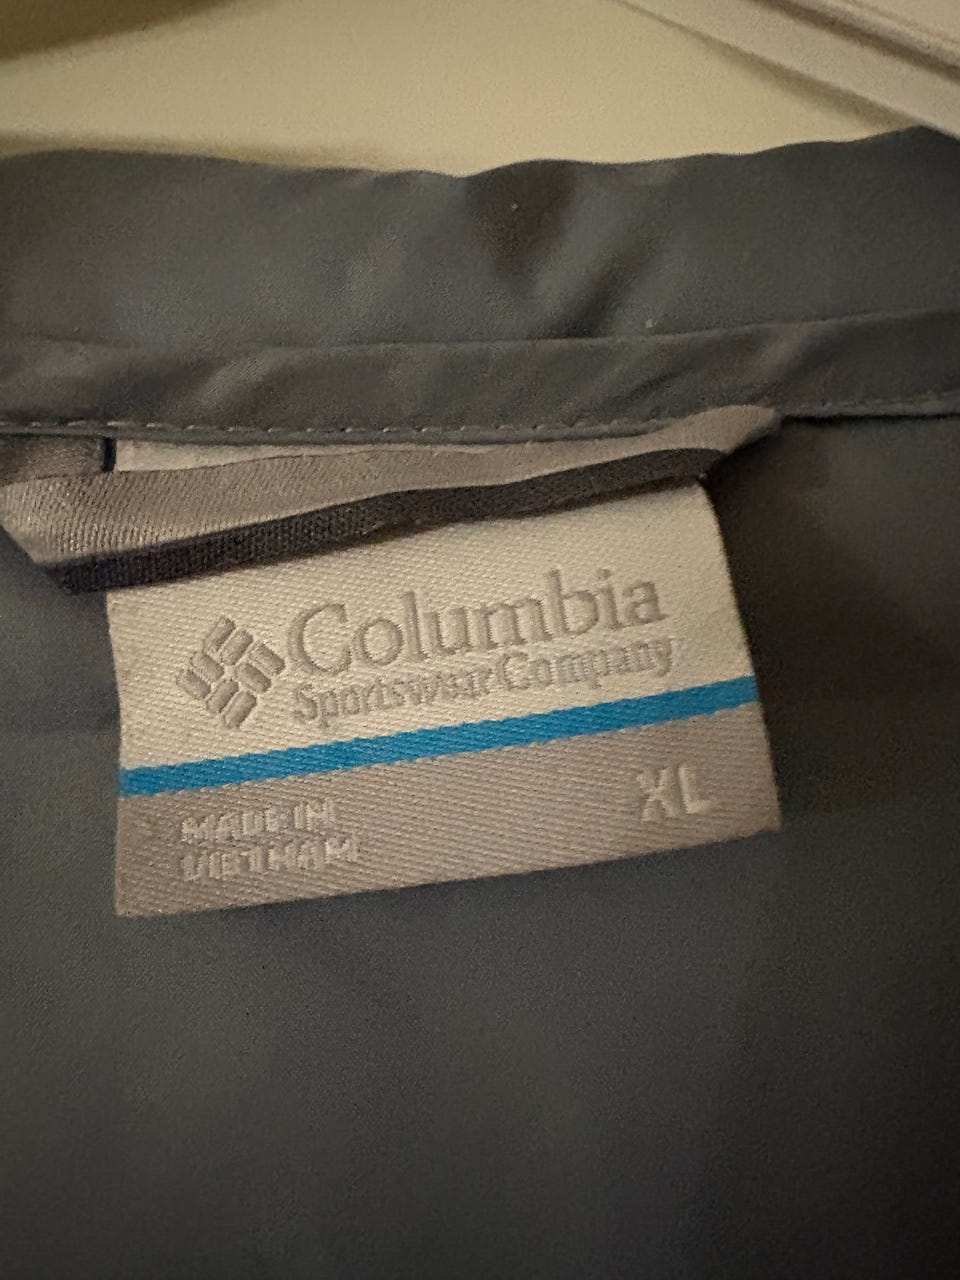 Columbia
Sportswear Company
XL
MADE IN
VIETNAM